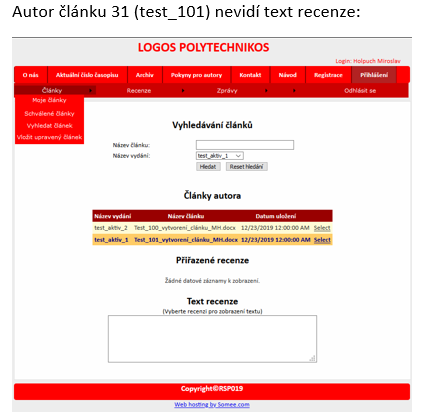 Autor článku 31 (test_101) nevidí text recenze:
LOGOS POLYTECHNIKOS
Login: Holpuch Miroslav
O nás Aktuální číslo časopisu Archiv Pokyny pro autory Kontakt Návod Registrace Přihlášení
Články Recenze Zprávy Odhlásit se
Moje články
Schválené články
Vyhledat článek
Vložit upravený článek
Vyhledávání článků
Název článku:
Název vydání: test_aktiv_1
Hledat Reset hledání
Články autora
Název vydání Název článku Datum uložení
test_aktiv_2 Test_100_vytvoreni_clánku_MH.docx 12/23/2019 12:00:00 AM Select
test_aktiv_1 Test_101_vytvoreni_clánku_MH.docx 12/23/2019 12:00:00 AM Select
Přiřazené recenze
Žádné datové záznamy k zobrazení.
Text recenze
(Vyberte recenzi pro zobrazení textu)
Copyright©RSP019
Web hosting by Somee.com